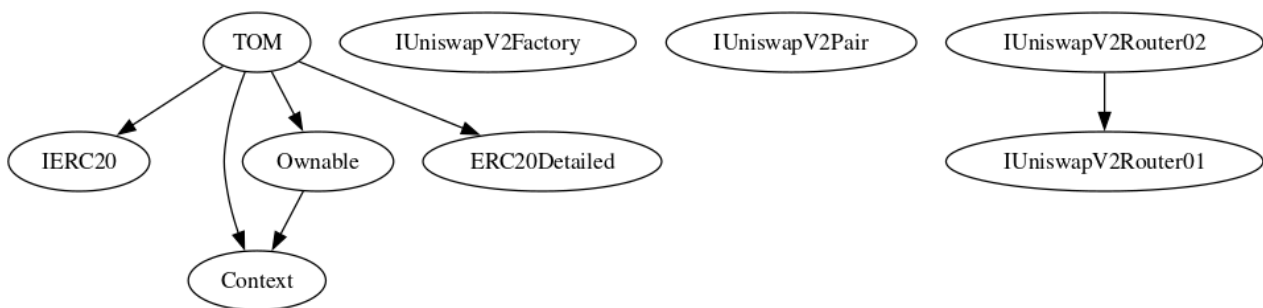 TOM
IUniswapV2Factory
IUniswapV2Pair
IUniswapV2Router02
IERC20
Ownable
ERC20Detailed
IUniswapV2Router01
Context